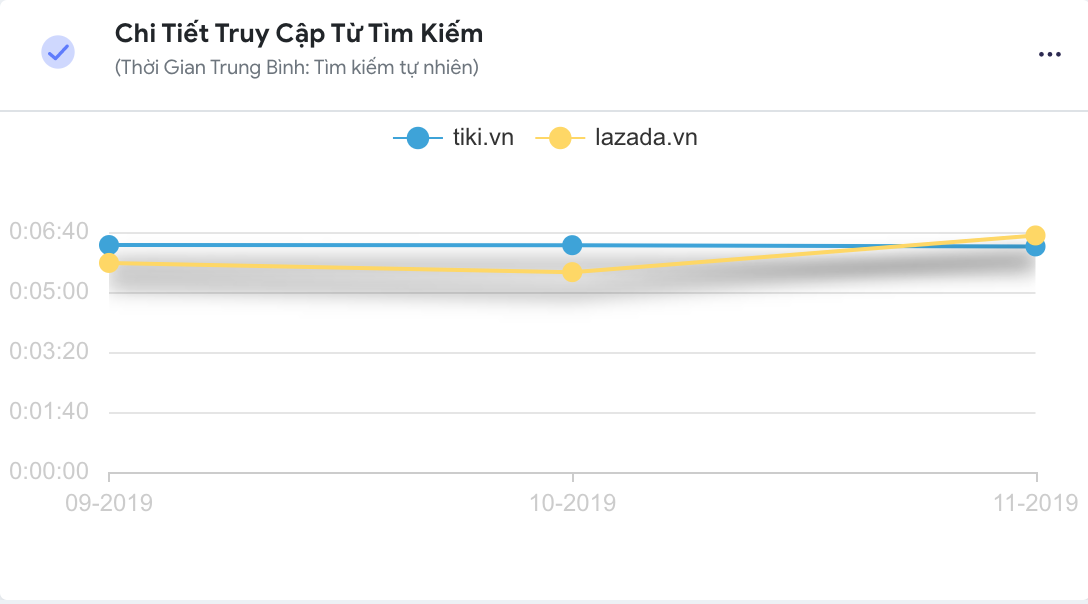 Chi Tiết Truy Cập Từ Tìm Kiếm
(Thời Gian Trung Bình: Tìm kiếm tự nhiên)
tiki.vn lazada.vn
0:06:40
0:05:00
0:03:20
0:01:40
0:00:00
09-2019 10-2019 11-2019